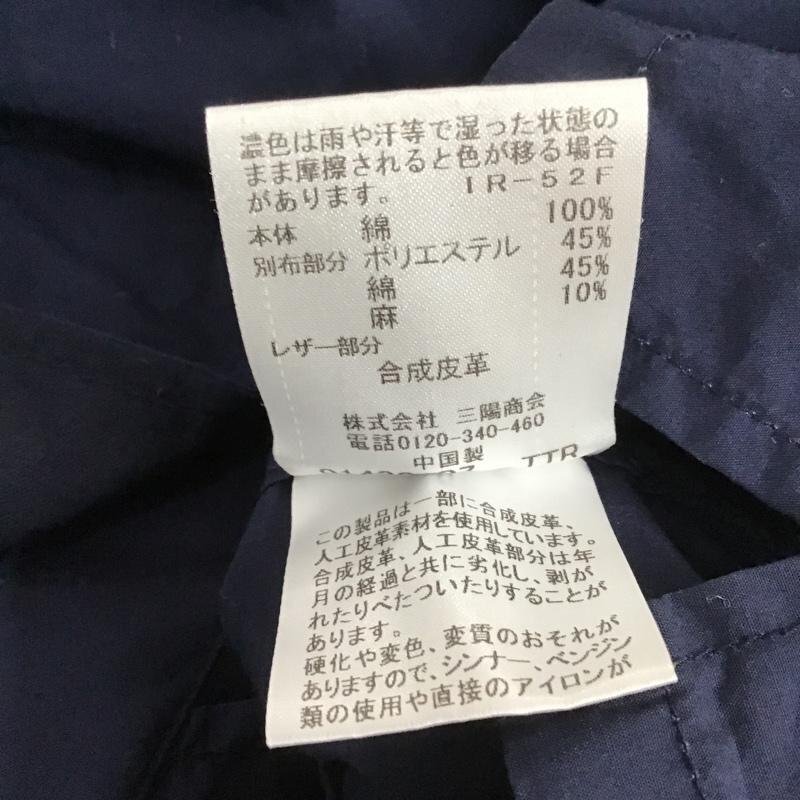 濃色は雨や汗等で湿った状態の
まま摩擦されると色が移る場合
があります。 IR-52F
本体 綿 100%
別布部分 ポリエステル 45%
綿 45%
麻 10%
レザー部分
合成皮革
株式会社 三陽商会
電話0120-340-460
中国製
TTR
この製品は一部に合成皮革、
人工皮革素材を使用しています。
合成皮革、人工皮革部分は年
月の経過と共に劣化し、剥が
れたりべたついたりすることが
あります。
硬化や変色、変質のおそれが
ありますので、シンナー、ベンジン
類の使用や直接のアイロンが